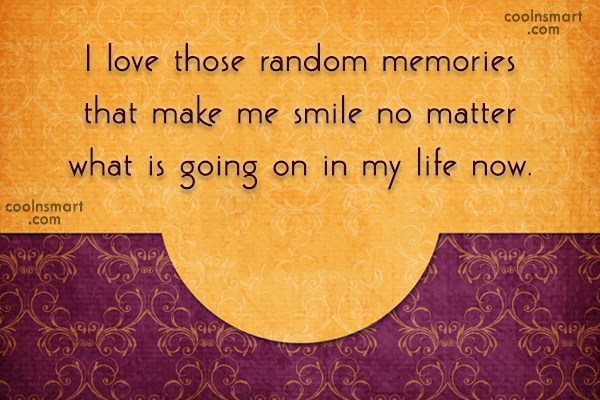 coolnsmart
.com
I love those random memories
that make me smile no matter
what is going on in my life now.
coolnsmart
.com